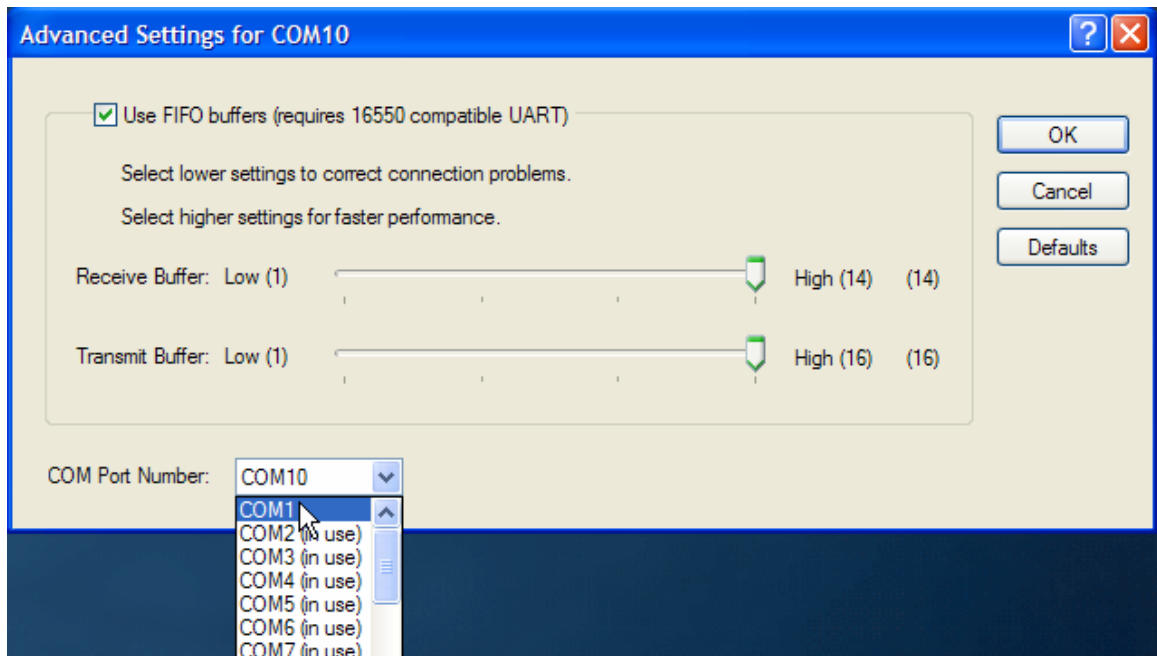 Advanced Settings for COM10
Use FIFO buffers (requires 16550 compatible UART)
OK
Select lower settings to correct connection problems.
Cancel
Select higher settings for faster performance.
Defaults
Receive Buffer: Low (1) High (14) (14)
Transmit Buffer: Low (1) High (16) (16)
COM Port Number: COM10
COM1
COM2 (in use)
COM3 (in use)
COM4 (in use)
COM5 (in use)
COM6 (in use)
COM7 (in use)